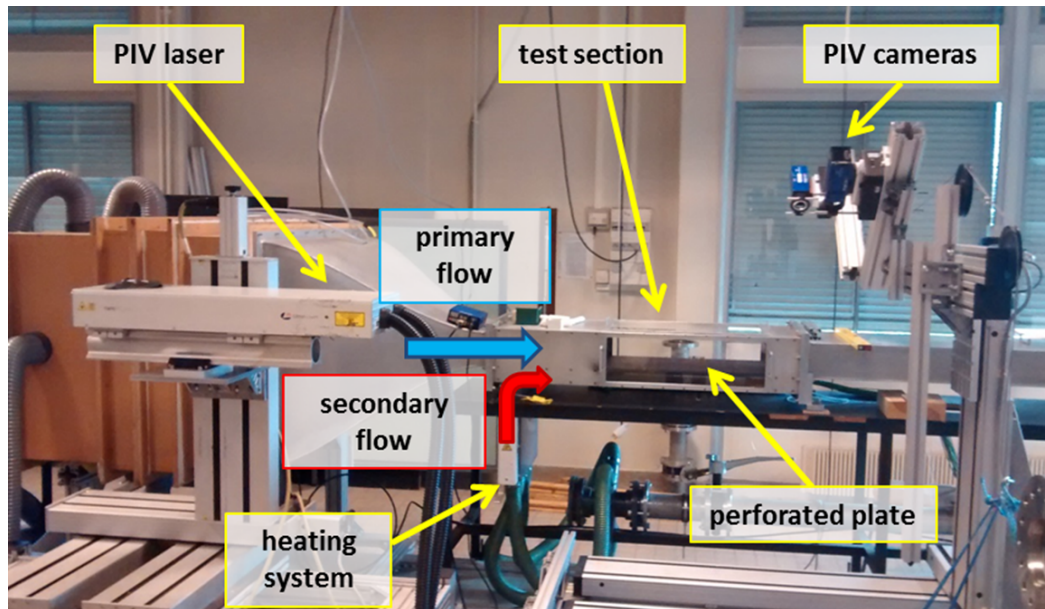 PIV laser
test section
PIV cameras
primary
flow
secondary
flow
heating
system
perforated plate